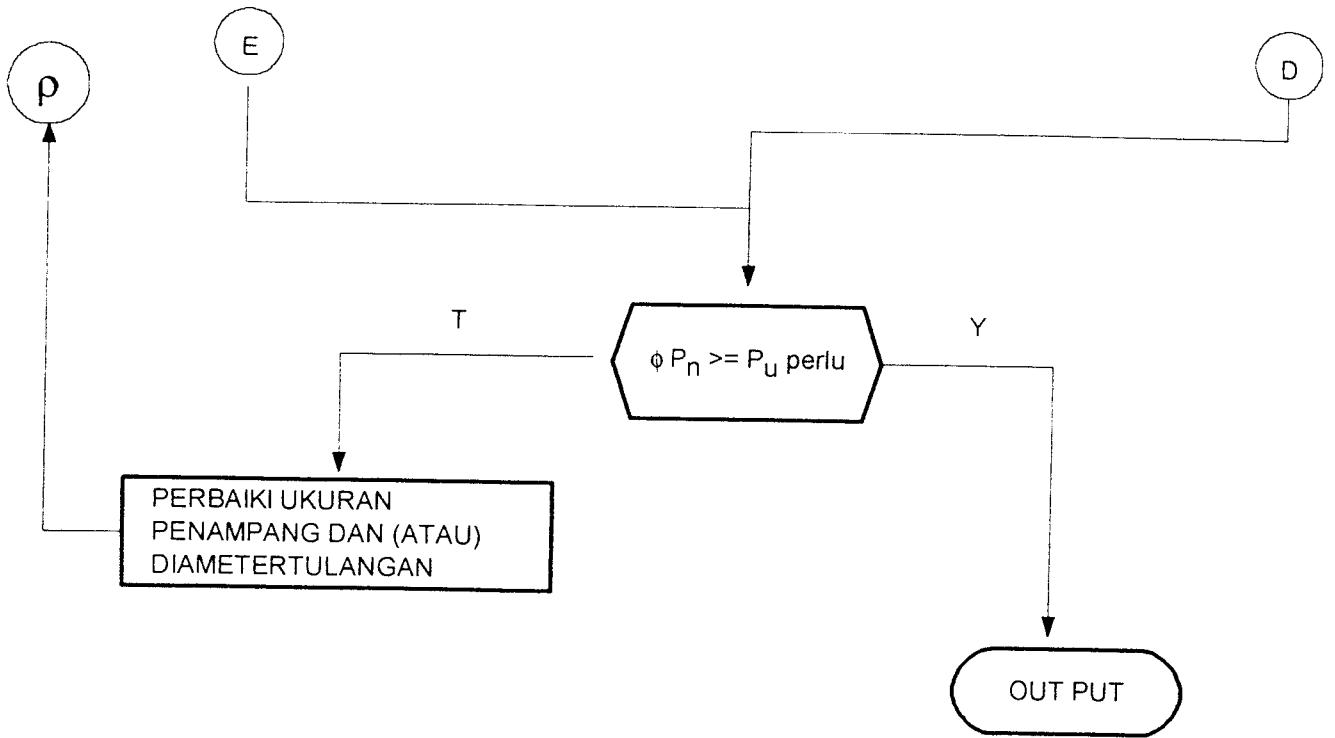 E
D
ρ
T
Y
ϕ Pn >= Pu perlu
PERBAIKI UKURAN
PENAMPANG DAN (ATAU)
DIAMETERTULANGAN
OUT PUT